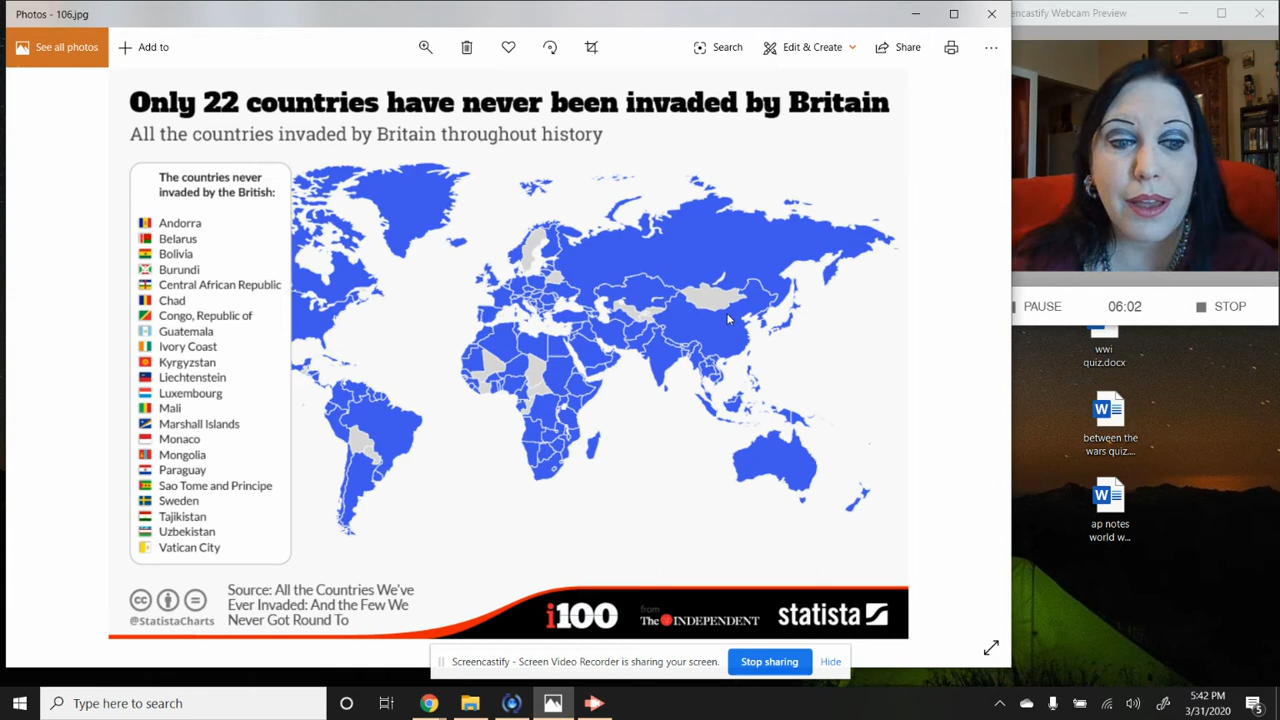 Photos - 106.jpg
See all photos
Add to
Search
Edit & Create
Share
Only 22 countries have never been invaded by Britain
All the countries invaded by Britain throughout history
The countries never
invaded by the British:
Andorra
Belarus
Bolivia
Burundi
Central African Republic
Chad
Congo, Republic of
Guatemala
Ivory Coast
Kyrgyzstan
Liechtenstein
Luxembourg
Mali
Marshall Islands
Monaco
Mongolia
Paraguay
Sao Tome and Principe
Sweden
Tajikistan
Uzbekistan
Vatican City
cc
@StatistaCharts
Source: All the Countries We've
Ever Invaded: And the Few We
Never Got Round To
i100
from
The INDEPENDENT
statista
Screencastify - Screen Video Recorder is sharing your screen.
Stop sharing
Hide
Webcam Preview
PAUSE
06:02
STOP
wwi
quiz.docx
between the
wars quiz....
ap notes
world w...
Type here to search
5:42 PM
3/31/2020
5